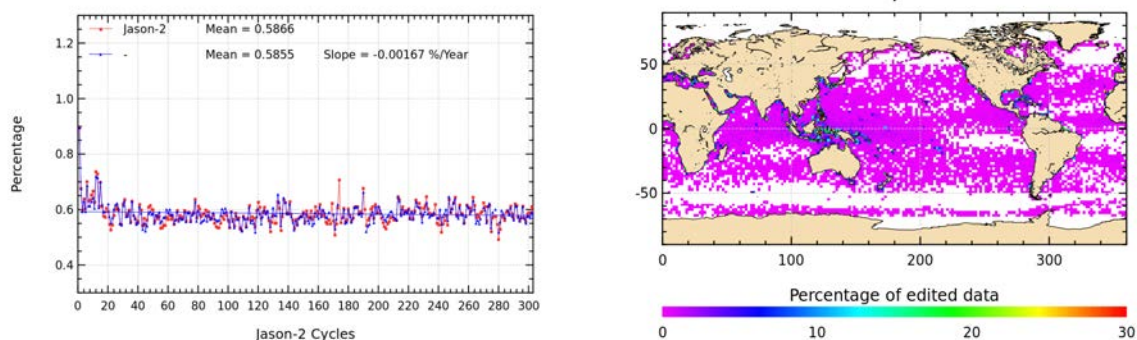 Jason-2 Mean = 0.5866
- Mean = 0.5855 Slope = -0.00167 %/Year
1.2
1.0
0.8
0.6
0.4
Percentage
0 20 40 60 80 100 120 140 160 180 200 220 240 260 280 300
Jason-2 Cycles
50
0
-50
0 100 200 300
Percentage of edited data
0 10 20 30